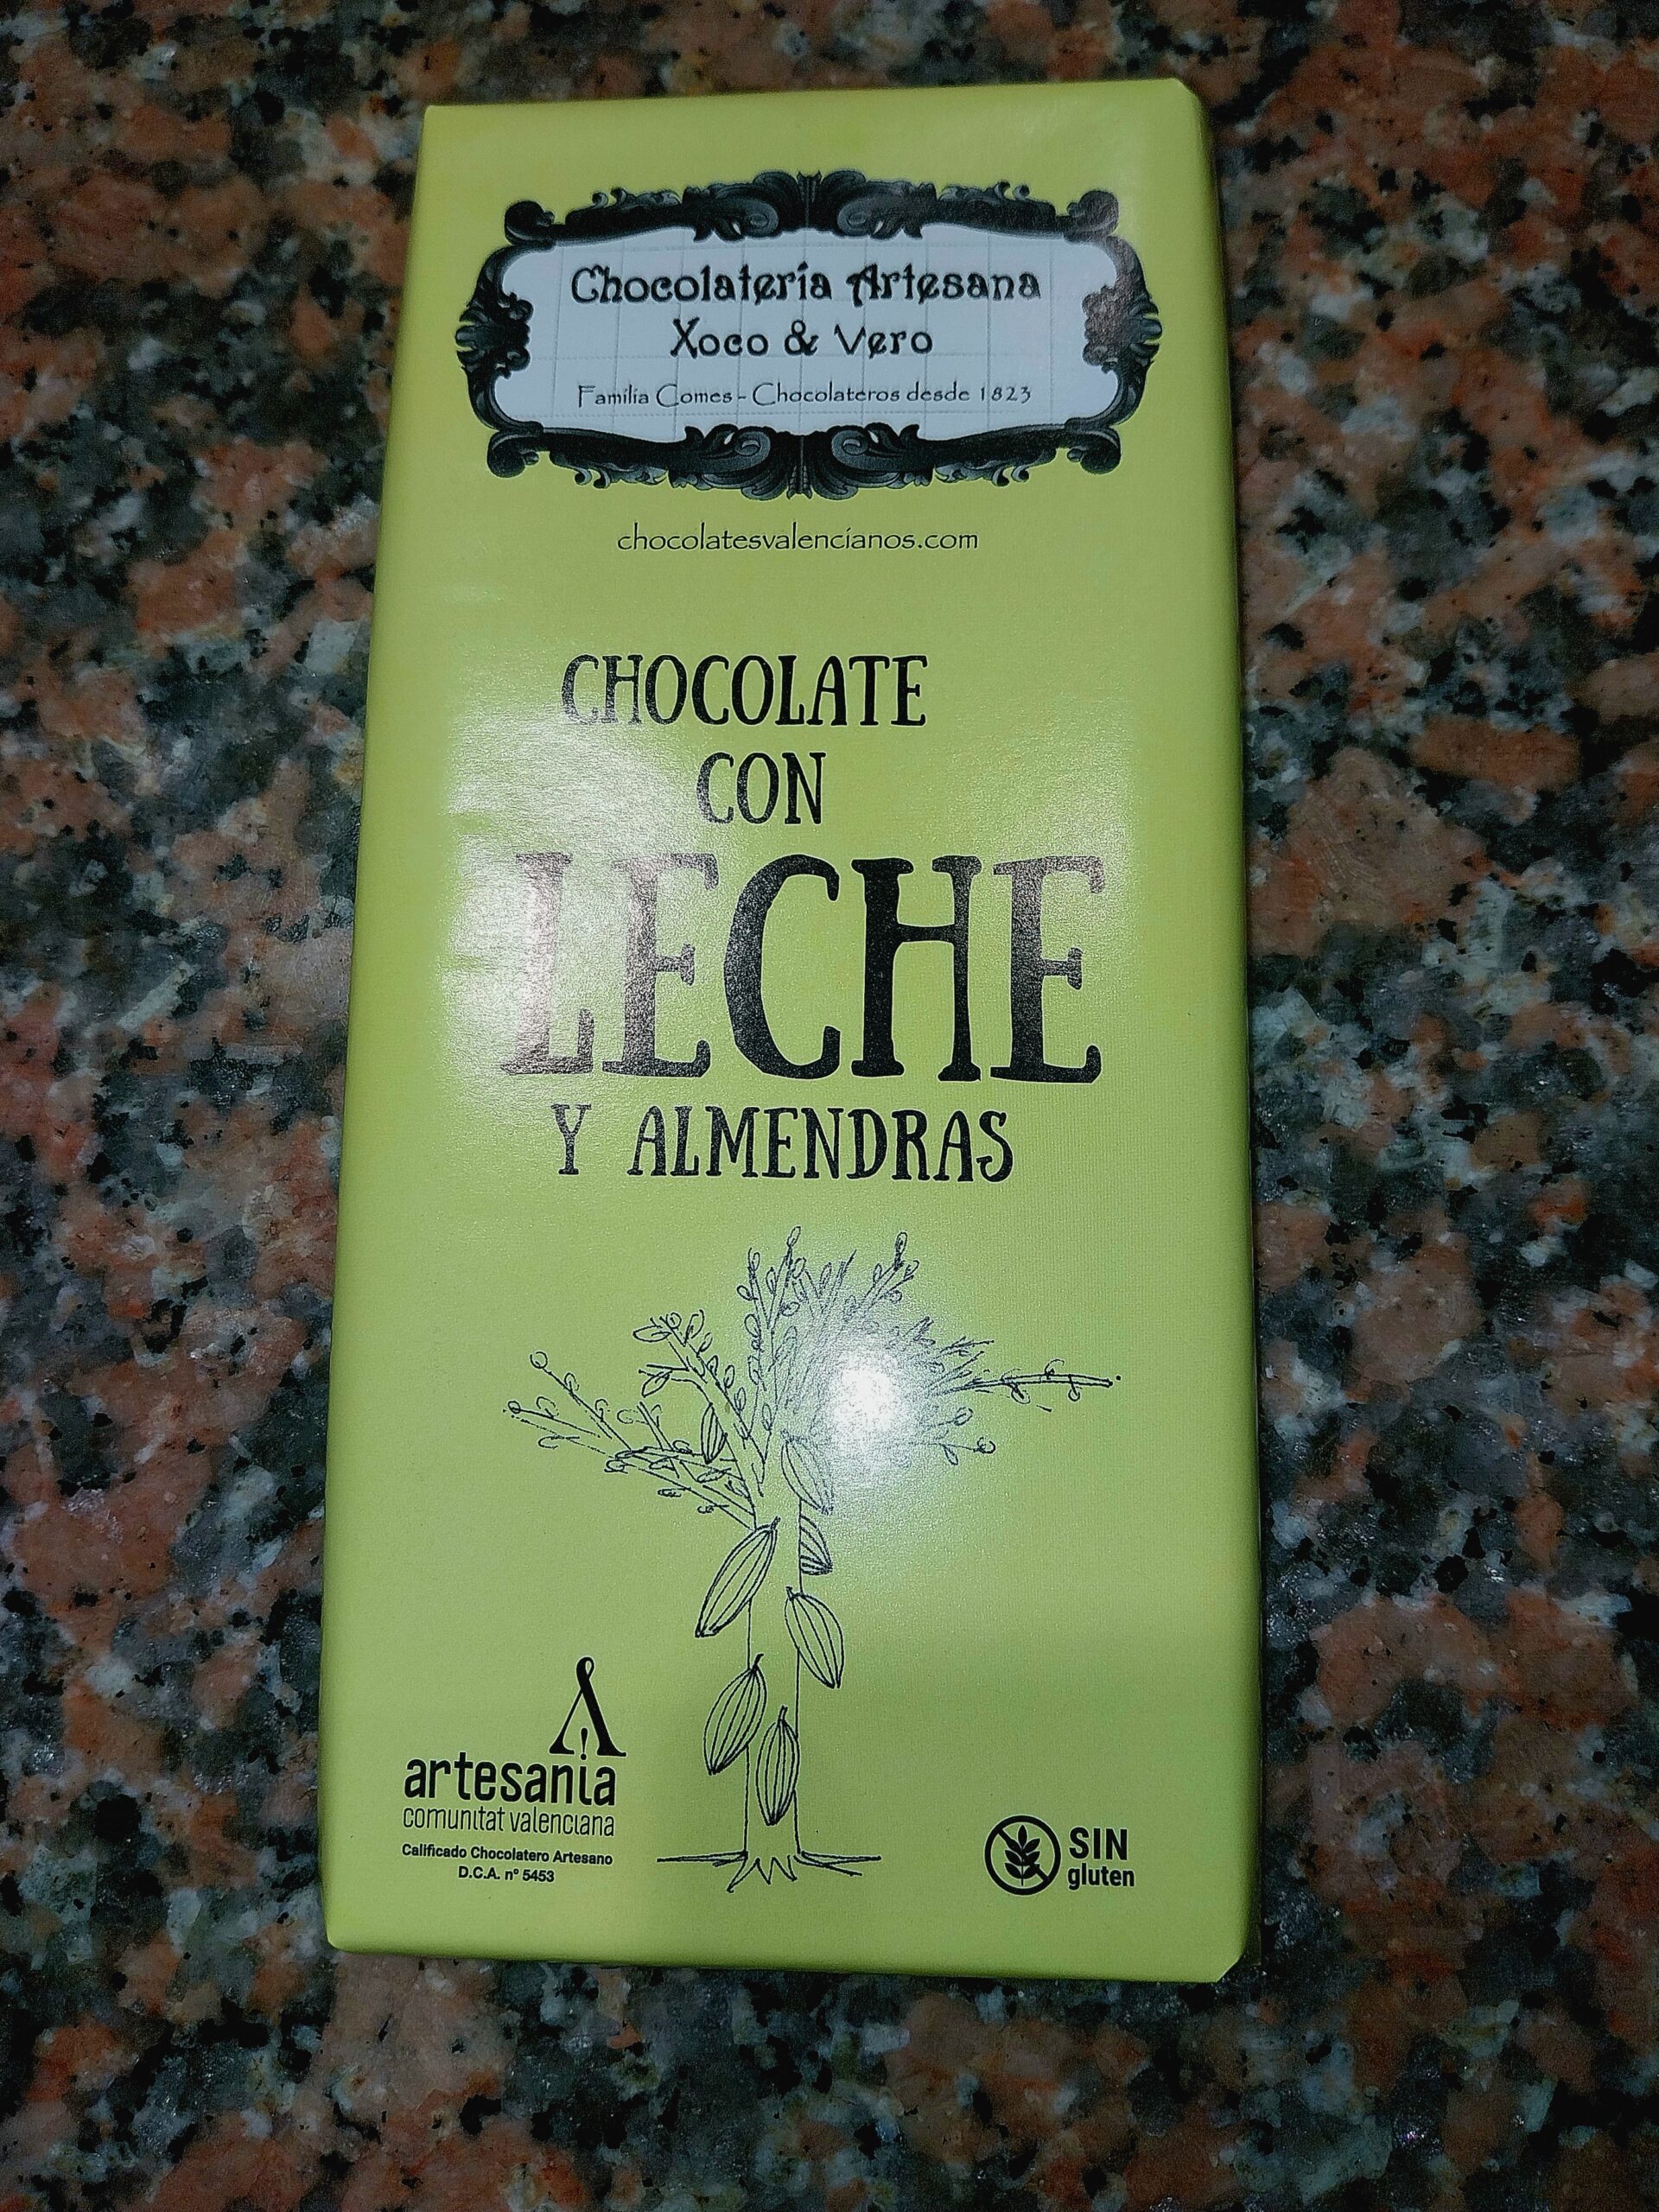 Chocolatería Artesana
Xoco & Vero
Familia Comes - Chocolateros desde 1823
chocolatesvalencianos.com
CHOCOLATE
CON
LECHE
Y ALMENDRAS
artesanía
comunitat valenciana
Calificado Chocolatero Artesano
D.C.A. nº 5453
SIN
gluten